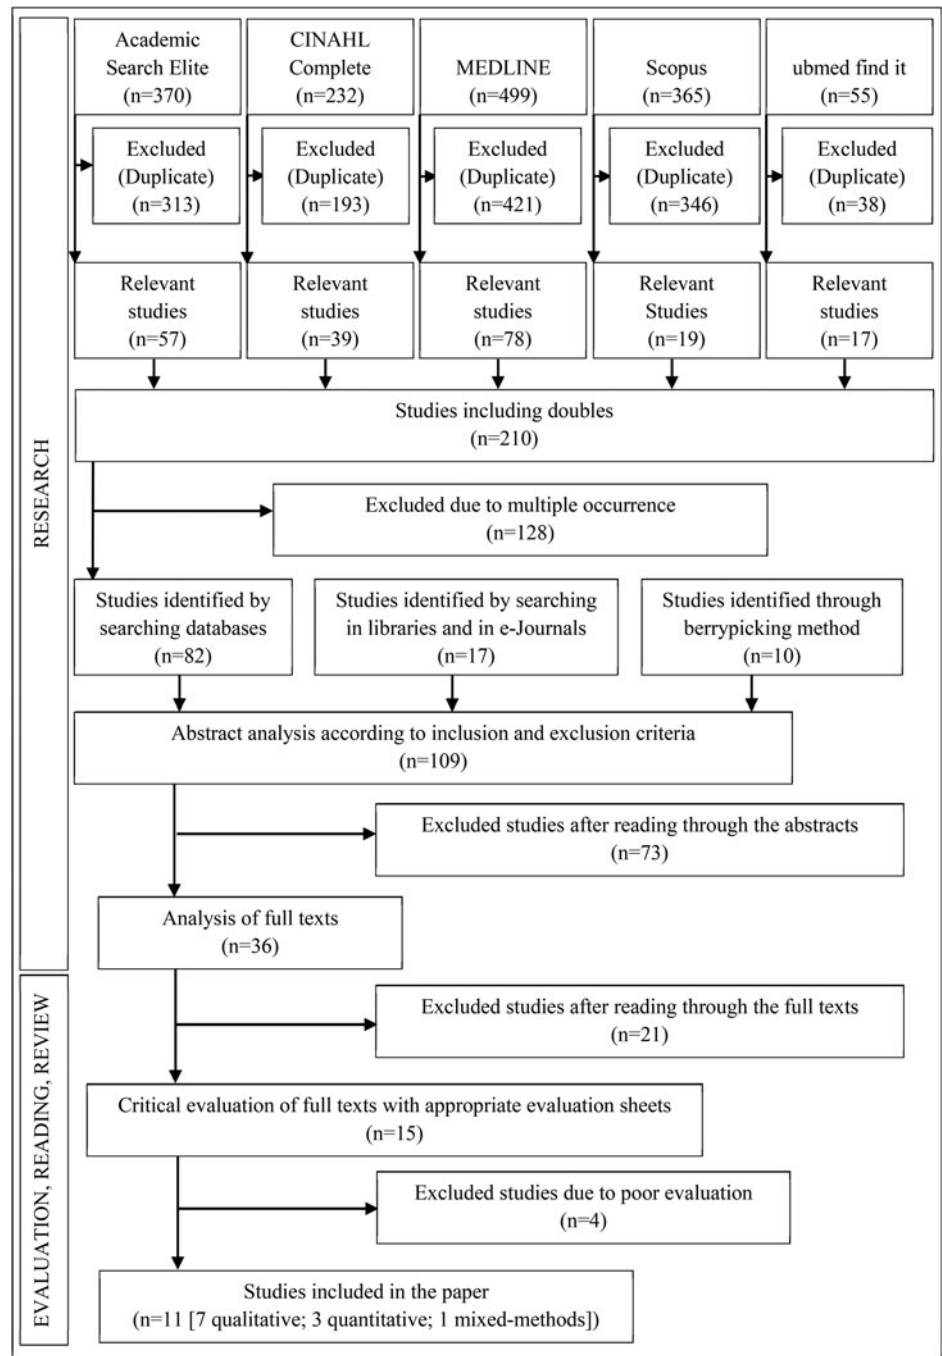 Academic
Search Elite
(n=370)
CINAHL
Complete
(n=232)
MEDLINE
(n=499)
Scopus
(n=365)
ubmed find it
(n=55)
Excluded
(Duplicate)
(n=313)
Excluded
(Duplicate)
(n=193)
Excluded
(Duplicate)
(n=421)
Excluded
(Duplicate)
(n=346)
Excluded
(Duplicate)
(n=38)
Relevant
studies
(n=57)
Relevant
studies
(n=39)
Relevant
studies
(n=78)
Relevant
Studies
(n=19)
Relevant
studies
(n=17)
Studies including doubles
(n=210)
RESEARCH
Excluded due to multiple occurrence
(n=128)
Studies identified by
searching databases
(n=82)
Studies identified by searching
in libraries and in e-Journals
(n=17)
Studies identified through
berrypicking method
(n=10)
Abstract analysis according to inclusion and exclusion criteria
(n=109)
Excluded studies after reading through the abstracts
(n=73)
Analysis of full texts
(n=36)
EVALUATION, READING, REVIEW
Excluded studies after reading through the full texts
(n=21)
Critical evaluation of full texts with appropriate evaluation sheets
(n=15)
Excluded studies due to poor evaluation
(n=4)
Studies included in the paper
(n=11 [7 qualitative; 3 quantitative; 1 mixed-methods])